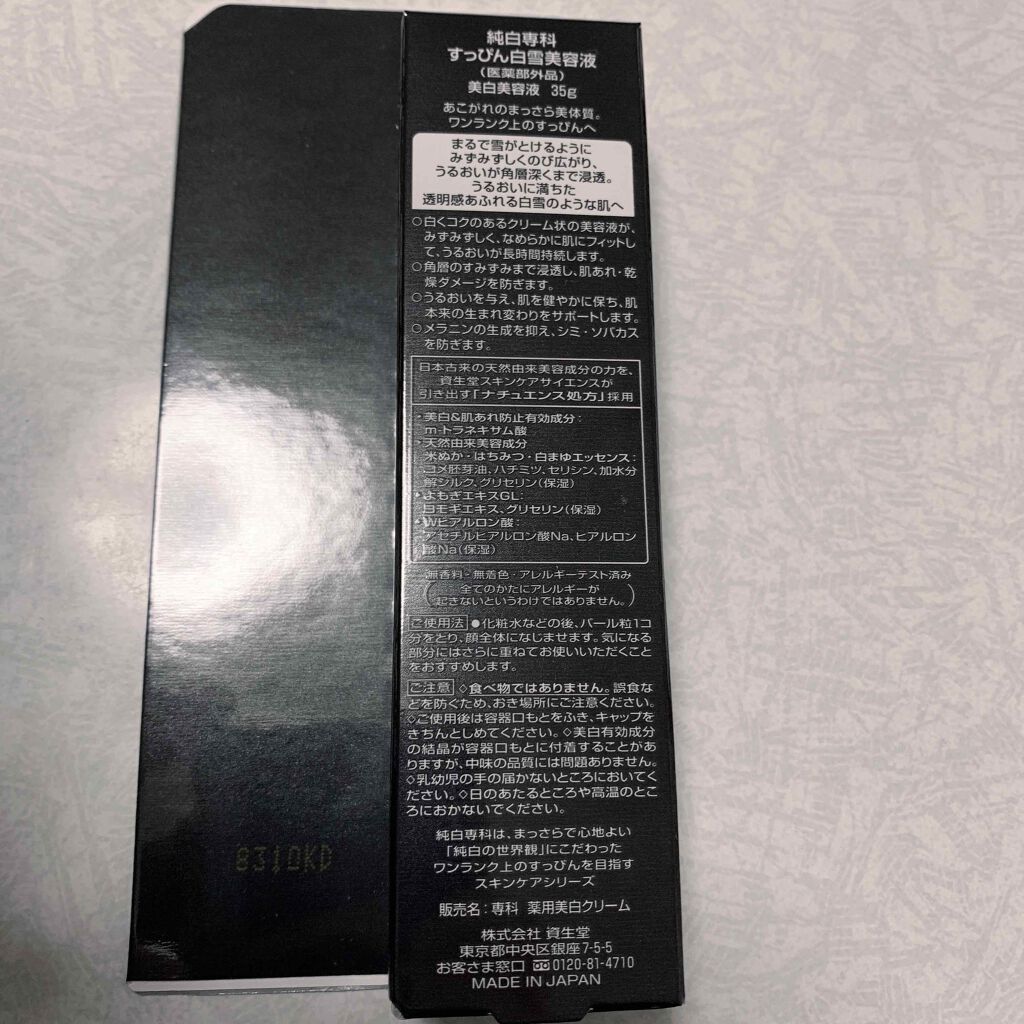 純白専科
すっぴん白雪美容液
(医薬部外品)
美白美容液 35g
あこがれのまっさら美体質。
ワンランク上のすっぴんへ
まるで雪がとけるように
みずみずしくのび広がり、
うるおいが角層深くまで浸透。
うるおいに満ちた
透明感あふれる白雪のような肌へ
○白くコクのあるクリーム状の美容液が、
みずみずしく、なめらかに肌にフィットし
て、うるおいが長時間持続します。
○角層のすみずみまで浸透し、肌あれ・乾
燥ダメージを防ぎます。
○うるおいを与え、肌を健やかに保ち、肌
本来の生まれ変わりをサポートします。
○メラニンの生成を抑え、シミ・ソバカス
を防ぎます。
日本古来の天然由来美容成分の力を、
資生堂スキンケアサイエンスが
引き出す「ナチュエンス処方」採用
・美白&肌あれ防止有効成分:
m-トラネキサム酸
・天然由来美容成分
米ぬか・はちみつ・白まゆエッセンス:
コメ胚芽油、ハチミツ、セリシン、加水分
解シルク、グリセリン(保湿)
・よもぎエキスGL:
ヨモギエキス、グリセリン(保湿)
・Wヒアルロン酸:
アセチルヒアルロン酸Na、ヒアルロン
酸Na(保湿)
無香料・無着色・アレルギーテスト済み
(全てのかたにアレルギーが
起きないというわけではありません。)
ご使用法 ●化粧水などの後、パール粒1コ
分をとり、顔全体になじませます。気になる
部分にはさらに重ねてお使いいただくこと
をおすすめします。
ご注意 ◇食べ物ではありません。誤食な
どを防ぐため、おき場所にご注意ください。
◇ご使用後は容器口もとをふき、キャップを
きちんとしめてください。◇美白有効成分
の結晶が容器口もとに付着することがあ
りますが、中味の品質には問題ありません。
◇乳幼児の手の届かないところにおいてく
ださい。◇日のあたるところや高温のとこ
ろにおかないでください。
純白専科は、まっさらで心地よい
「純白の世界観」にこだわった
ワンランク上のすっぴんを目指す
スキンケアシリーズ
販売名:専科 薬用美白クリーム
株式会社 資生堂
東京都中央区銀座7-5-5
お客さま窓口 0120-81-4710
MADE IN JAPAN
8310KD